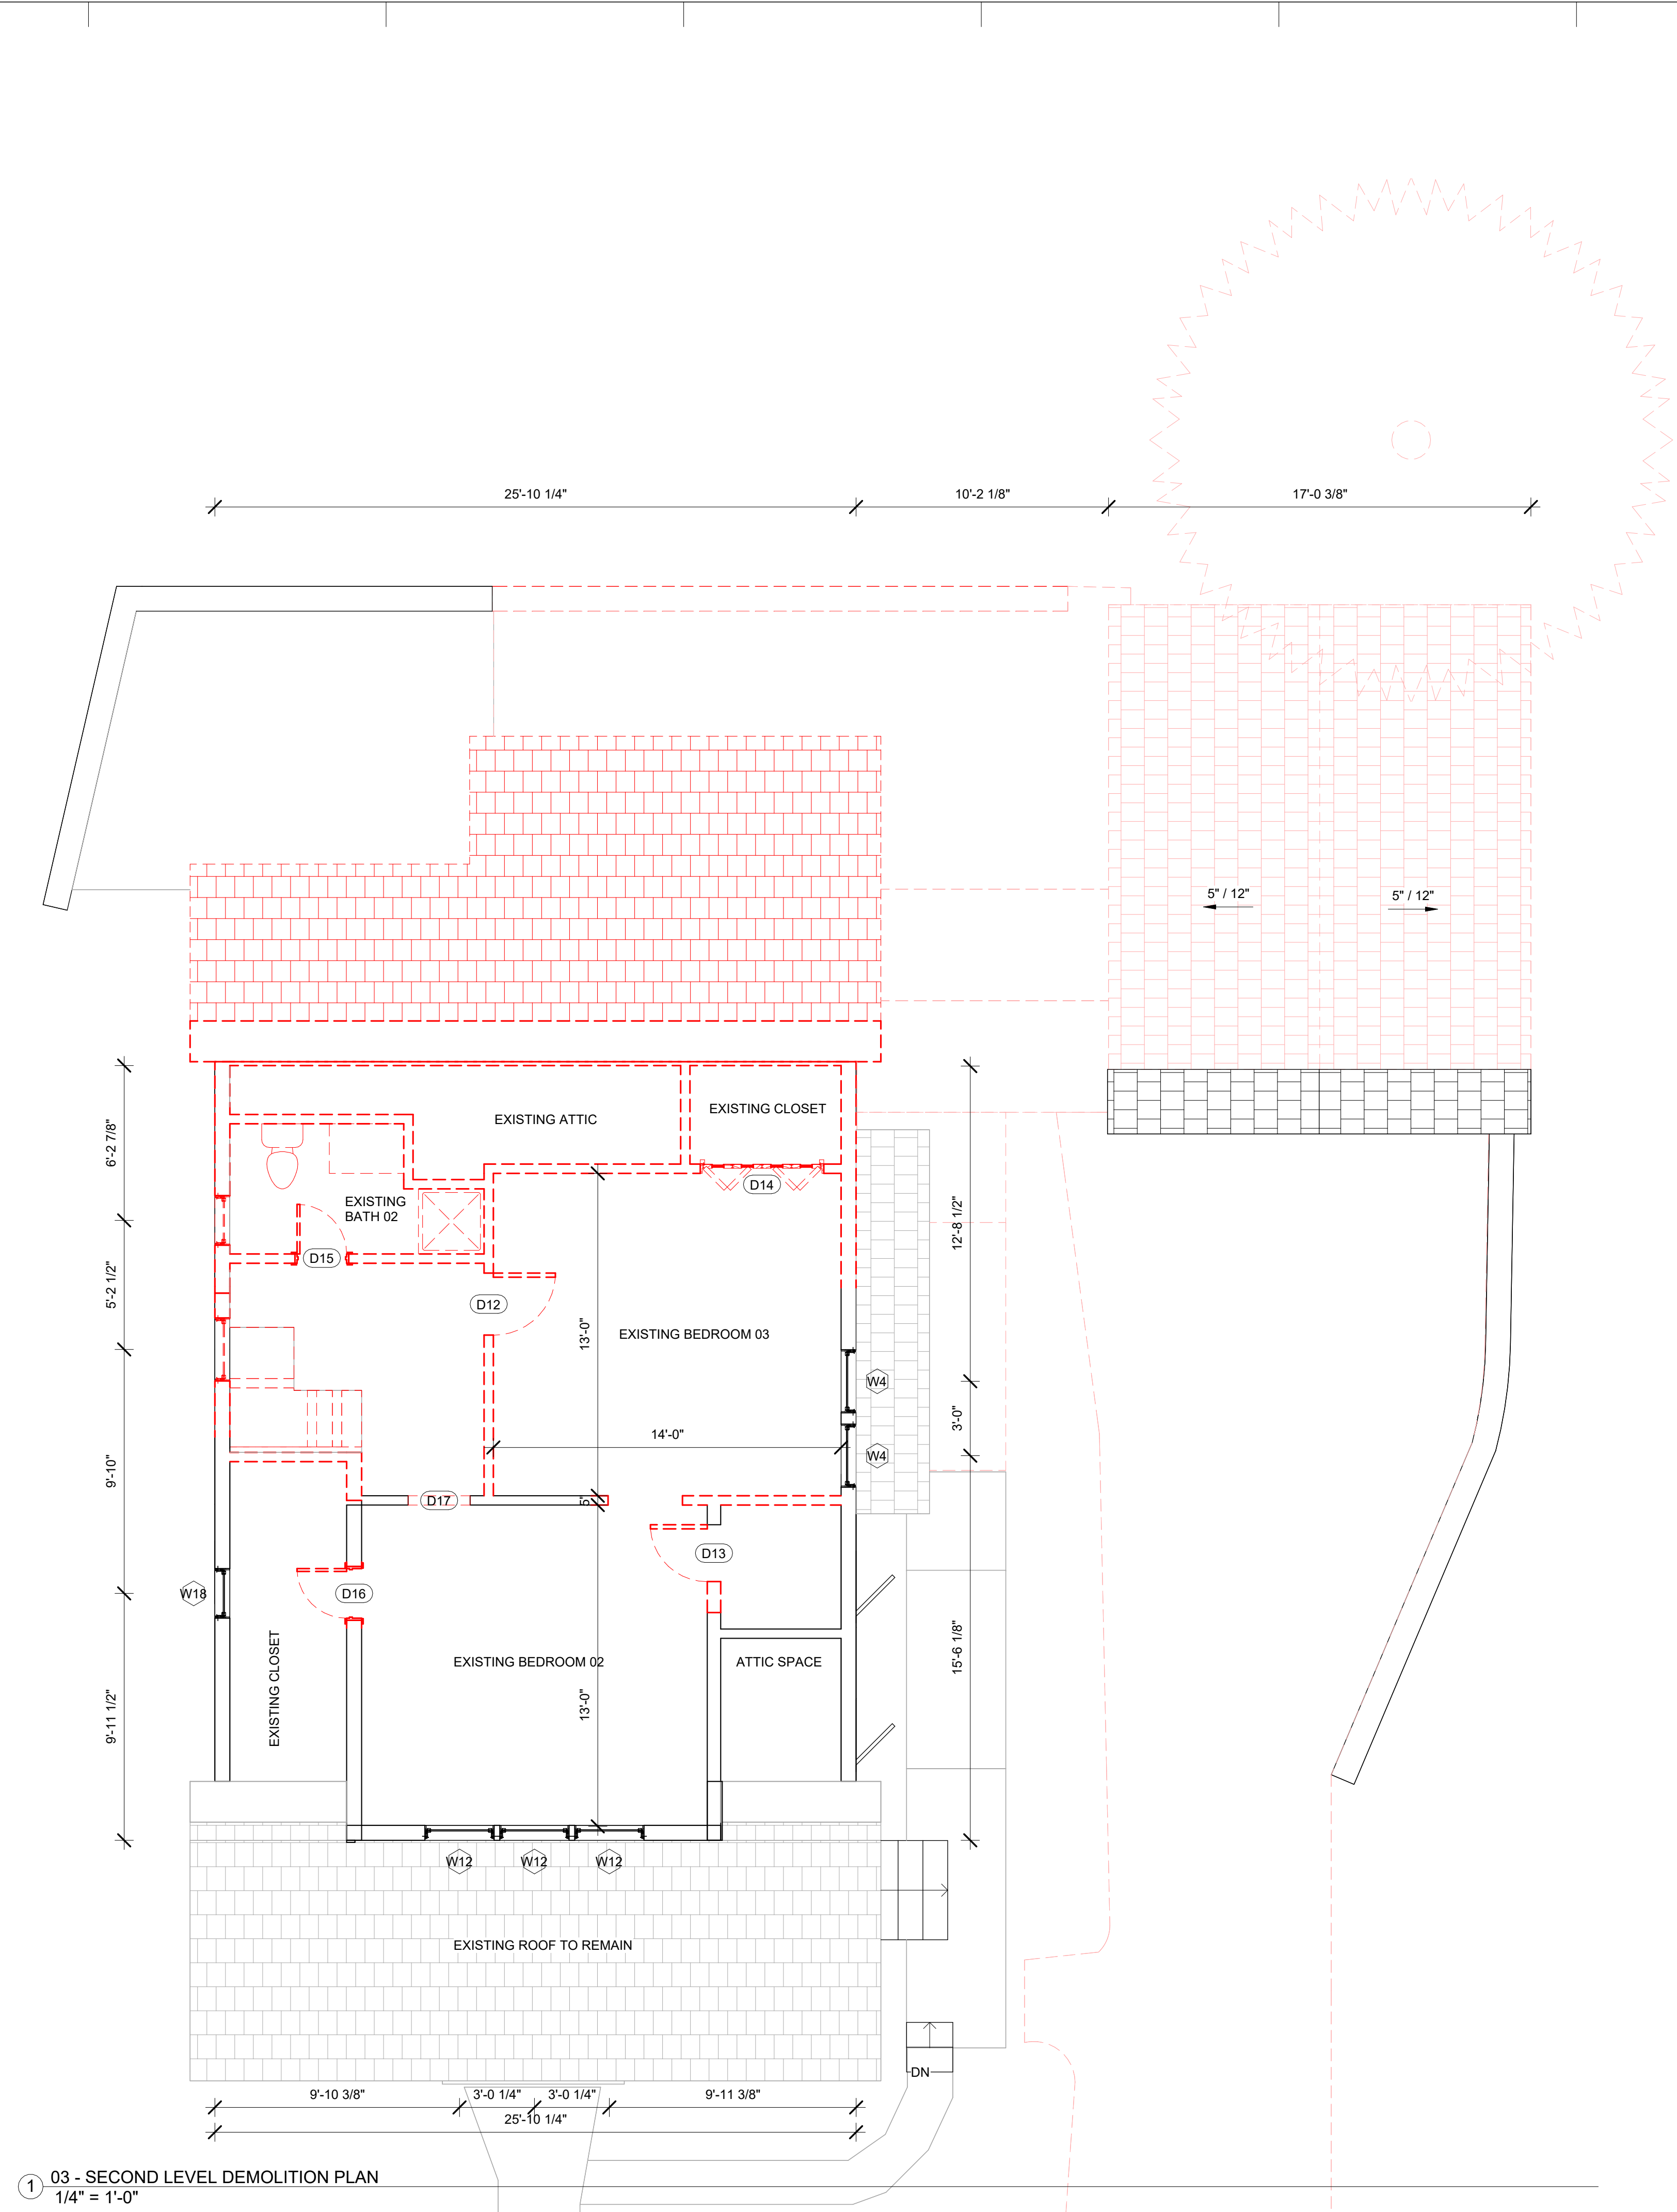 25'-10 1/4"
10'-2 1/8"
17'-0 3/8"
5" / 12"
5" / 12"
EXISTING ATTIC
EXISTING CLOSET
6'-2 7/8"
D14
EXISTING
BATH 02
12'-8 1/2"
D15
5'-2 1/2"
D12
13'-0"
EXISTING BEDROOM 03
W4
3'-0"
14'-0"
W4
9'-10"
D17
5"
D13
W18
D16
EXISTING CLOSET
15'-6 1/8"
EXISTING BEDROOM 02
ATTIC SPACE
9'-11 1/2"
13'-0"
W12
W12
W12
EXISTING ROOF TO REMAIN
DN
9'-10 3/8"
3'-0 1/4"
3'-0 1/4"
9'-11 3/8"
25'-10 1/4"
1
03 - SECOND LEVEL DEMOLITION PLAN
1/4" = 1'-0"